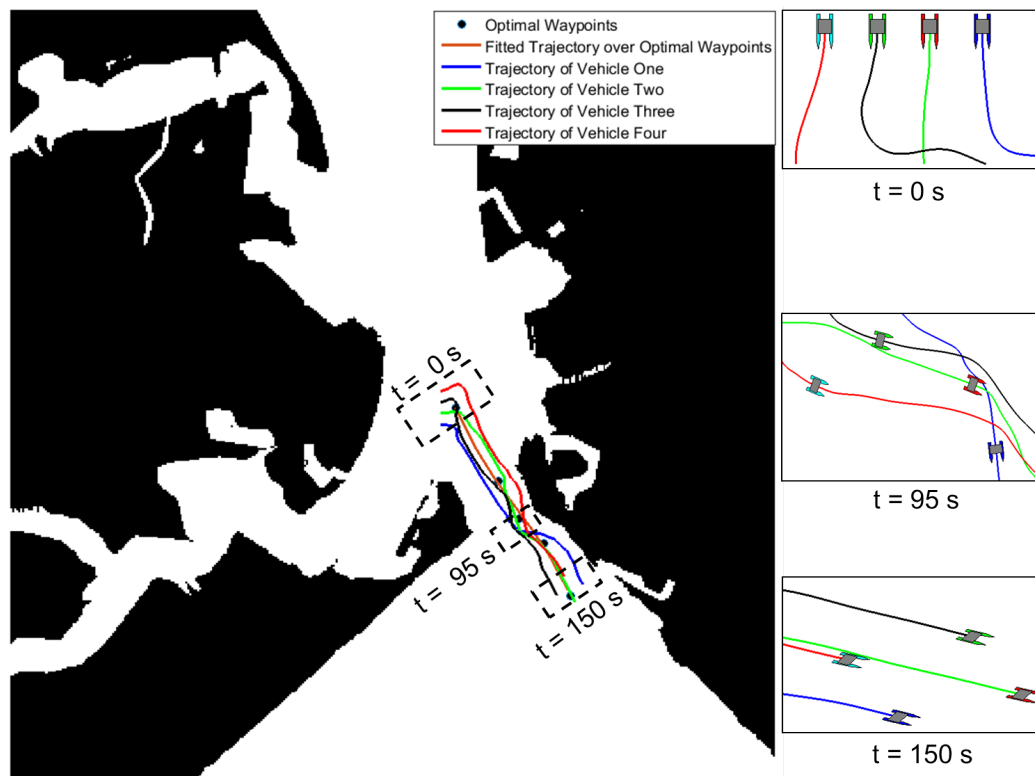 Optimal Waypoints
Fitted Trajectory over Optimal Waypoints
Trajectory of Vehicle One
Trajectory of Vehicle Two
Trajectory of Vehicle Three
Trajectory of Vehicle Four
t = 0 s
t = 95 s
t = 150 s
t = 0 s
t = 95 s
t = 150 s